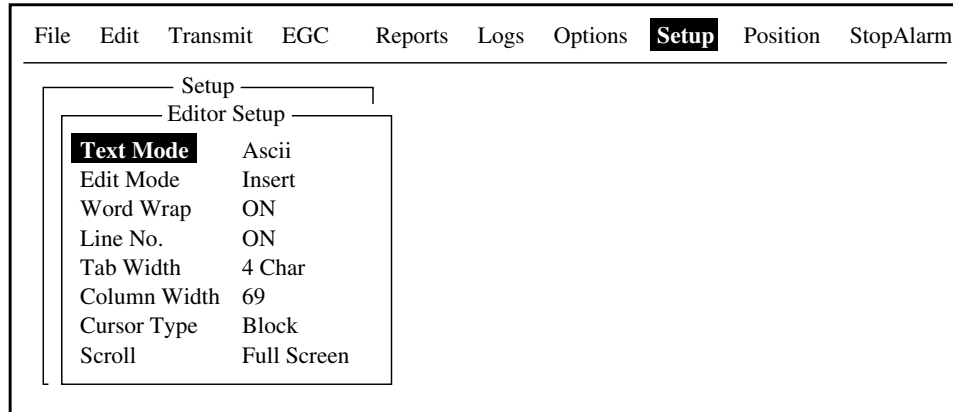 File Edit Transmit EGC Reports Logs Options Setup Position StopAlarm
Setup
Editor Setup
Text Mode Ascii
Edit Mode Insert
Word Wrap ON
Line No. ON
Tab Width 4 Char
Column Width 69
Cursor Type Block
Scroll Full Screen